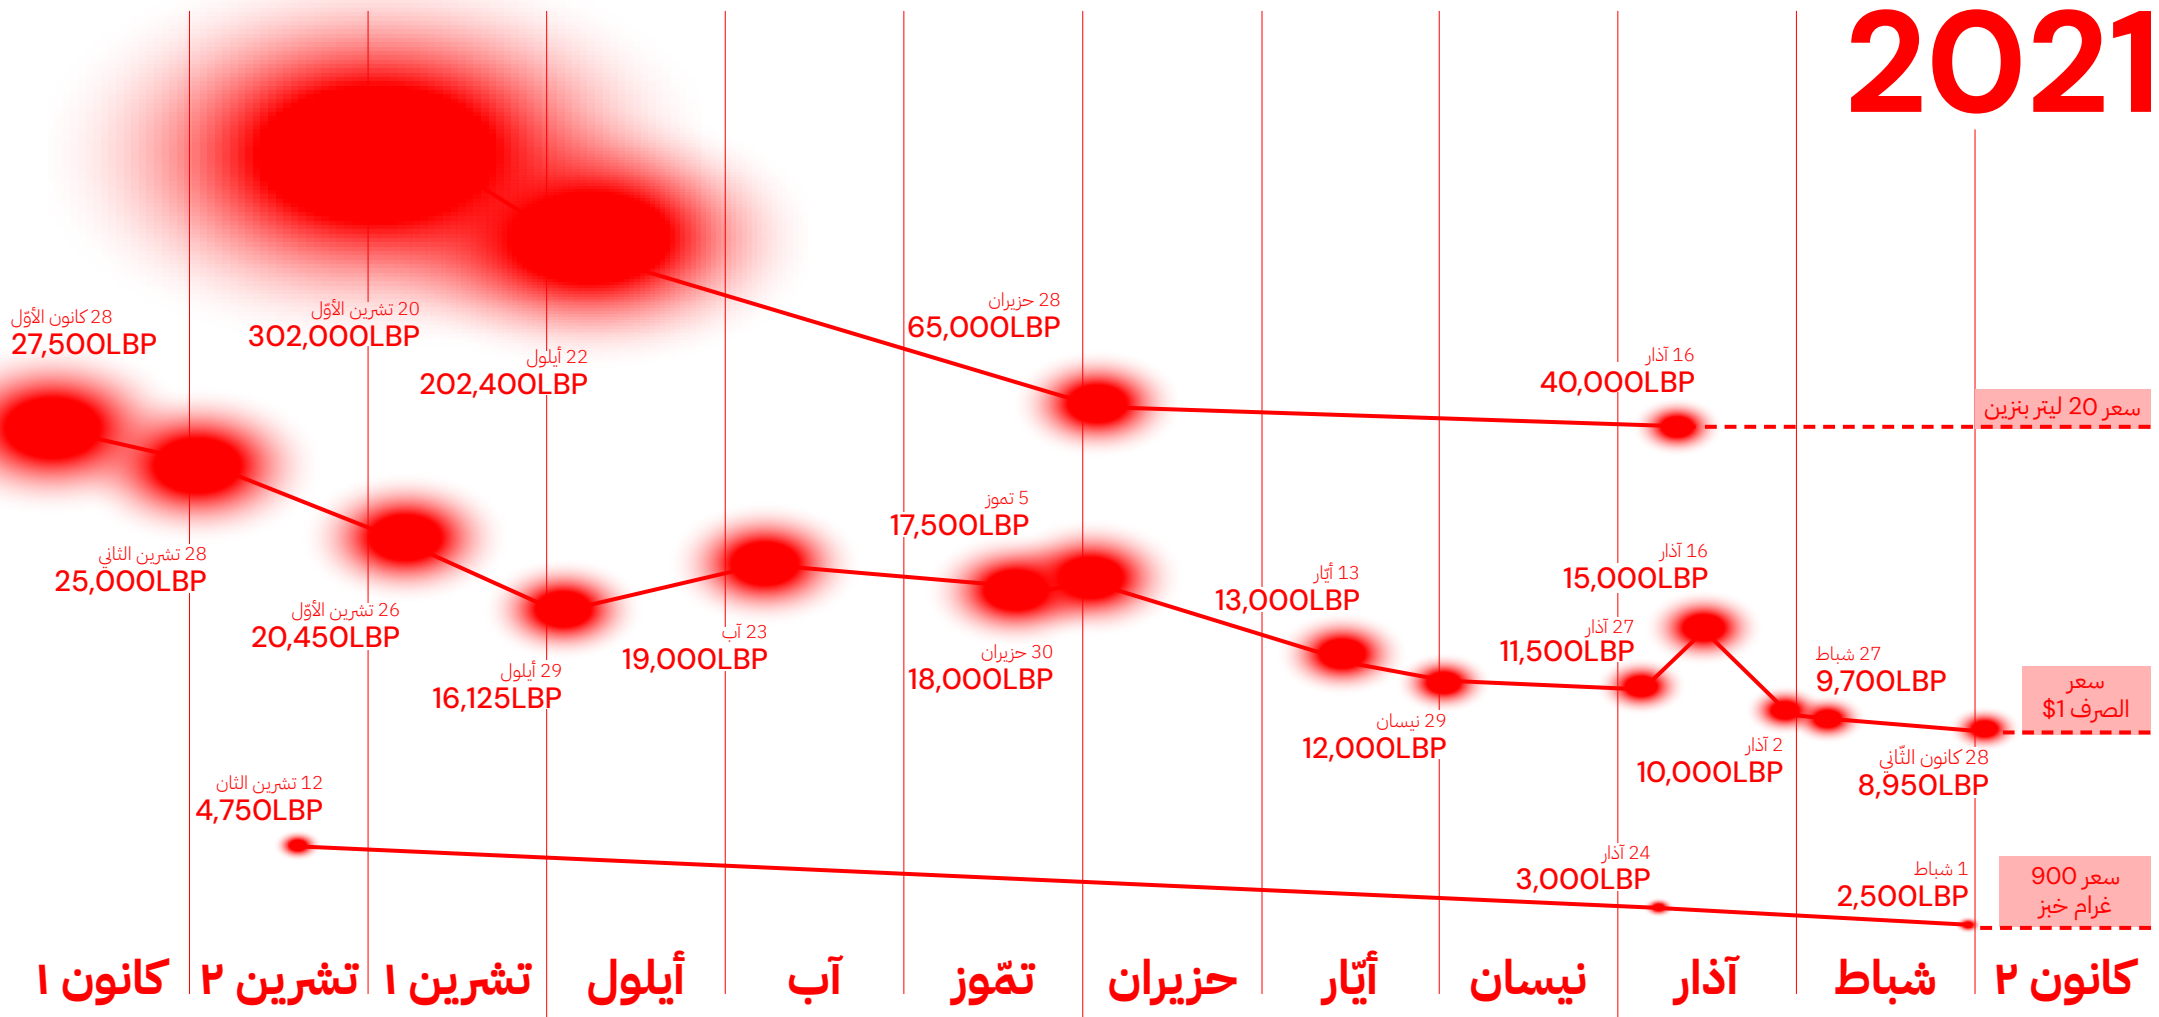 2021
سعر 20 ليتر بنزين
16 آذار
40,000LBP
28 حزيران
65,000LBP
22 أيلول
202,400LBP
20 تشرين الأوّل
302,000LBP
سعر
الصرف 1$
28 كانون الثّاني
8,950LBP
27 شباط
9,700LBP
2 آذار
10,000LBP
16 آذار
15,000LBP
27 آذار
11,500LBP
29 نيسان
12,000LBP
13 أيّار
13,000LBP
30 حزيران
18,000LBP
5 تموز
17,500LBP
23 آب
19,000LBP
29 أيلول
16,125LBP
26 تشرين الأوّل
20,450LBP
28 تشرين الثاني
25,000LBP
28 كانون الأوّل
27,500LBP
سعر 900
غرام خبز
1 شباط
2,500LBP
24 آذار
3,000LBP
12 تشرين الثان
4,750LBP
كانون ٢
شباط
آذار
نيسان
أيّار
حزيران
تمّوز
آب
أيلول
تشرين ١
تشرين ٢
كانون ١